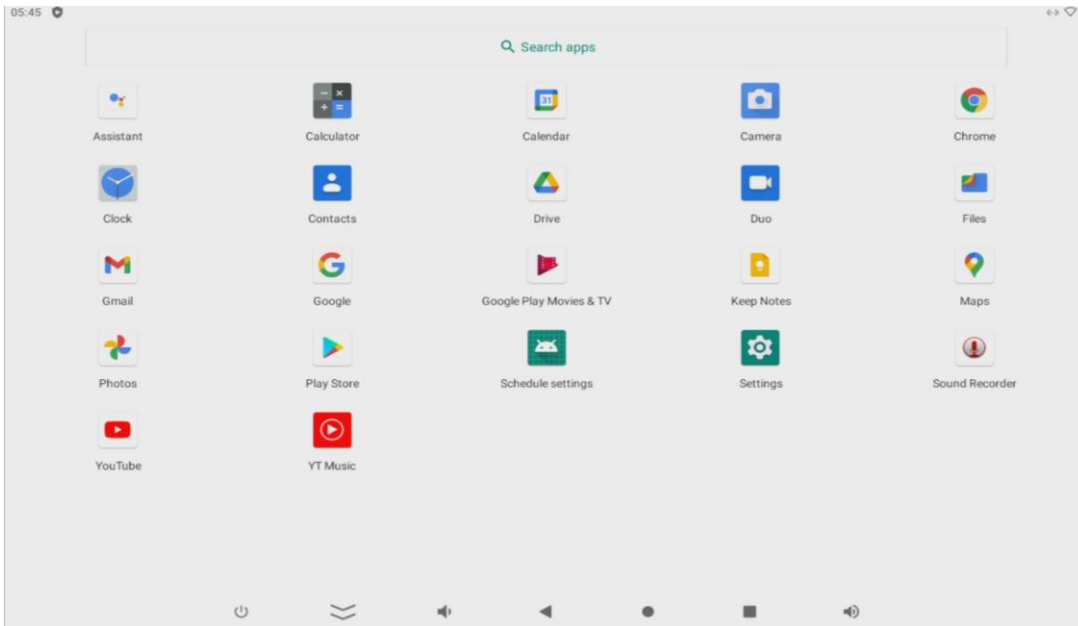 05:45
Search apps
Assistant Calculator Calendar Camera Chrome
31
Clock Contacts Drive Duo Files
Gmail Google Google Play Movies & TV Keep Notes Maps
Photos Play Store Schedule settings Settings Sound Recorder
YouTube YT Music